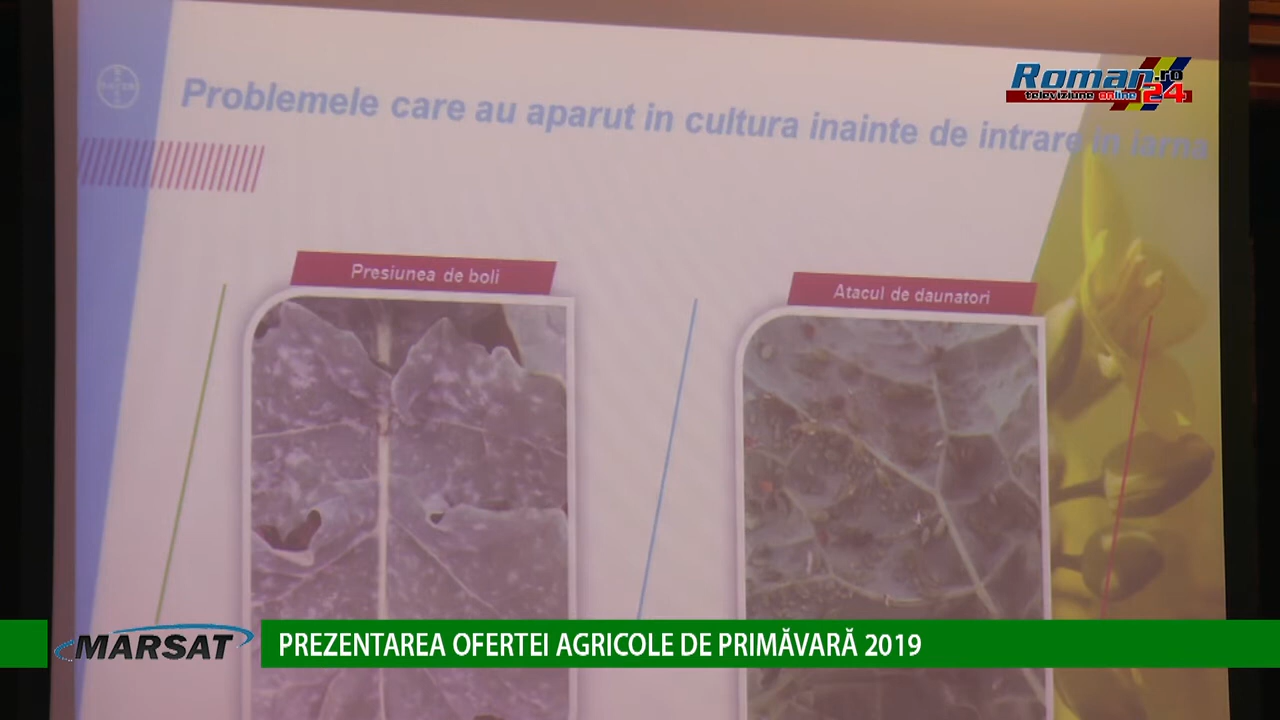 Roman.ro
televiziune online 24
BAYER
Problemele care au aparut in cultura inainte de intrare in iarna
Presiunea de boli
Atacul de daunatori
MARSAT
PREZENTAREA OFERTEI AGRICOLE DE PRIMĂVARĂ 2019